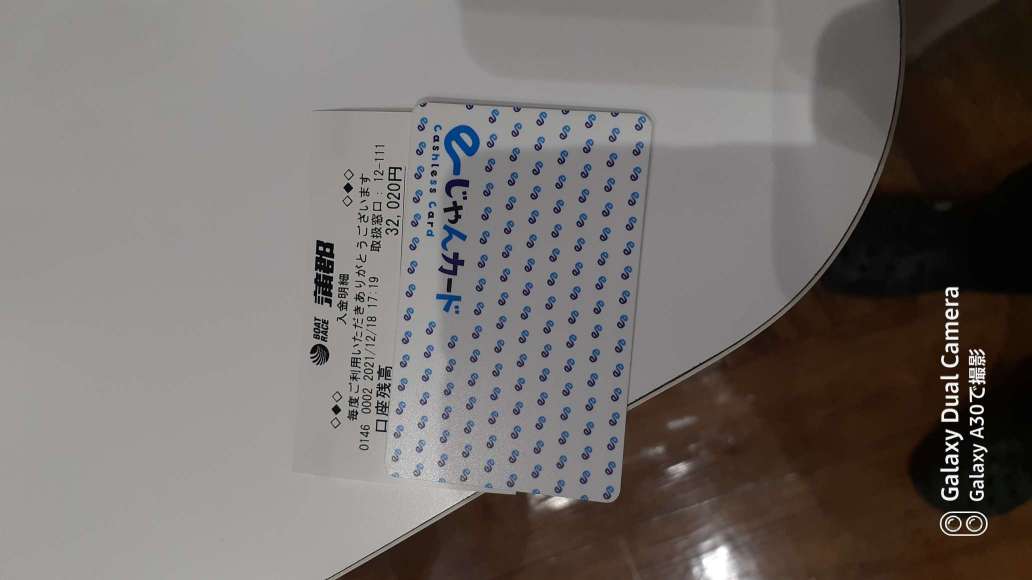 BOAT RACE 蒲郡
◇◆◇ 入金明細 ◇◆◇
毎度ご利用いただきありがとうございます
0146 0002 2021/12/18 17:19 取扱窓口: 12-111
口座残高 32,020円
eじゃんカード
cashless card
Galaxy Dual Camera
Galaxy A30で撮影